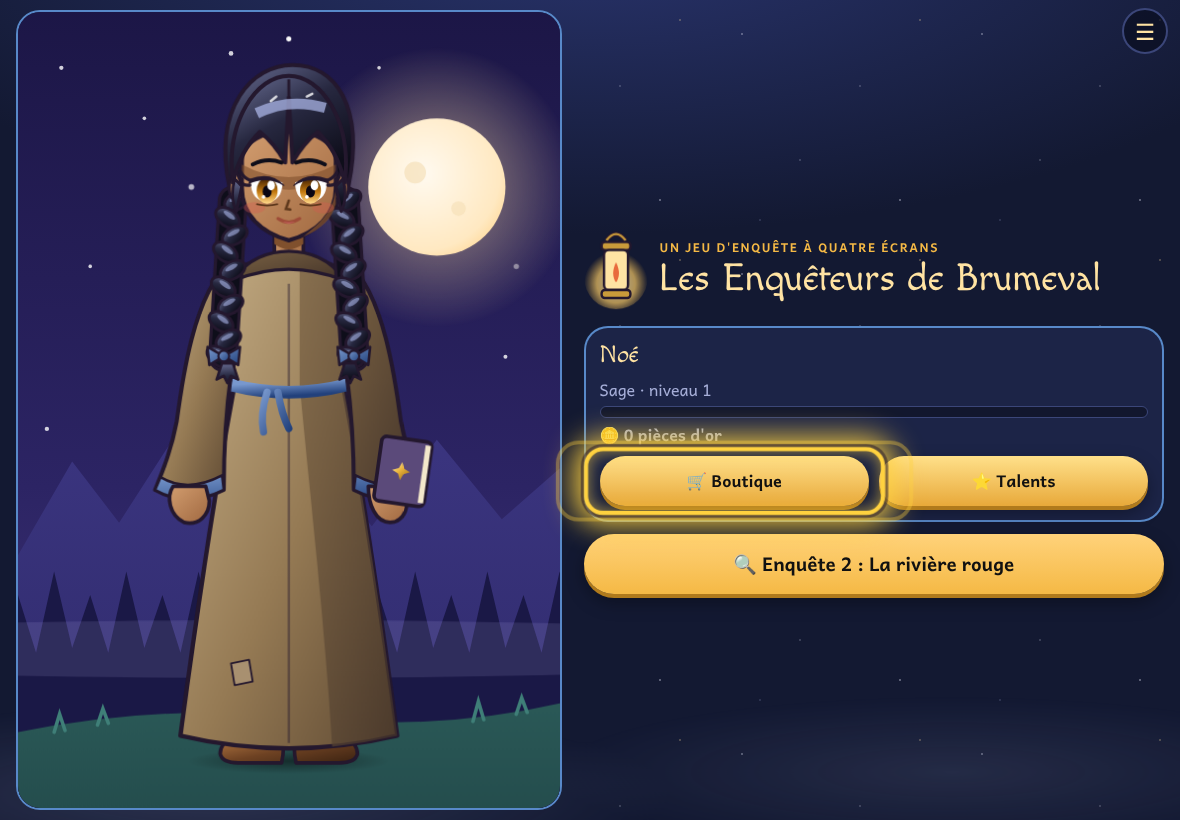 UN JEU D'ENQUÊTE À QUATRE ÉCRANS
Les Enquêteurs de Brumeval
Noé
Sage · niveau 1
🪙 0 pièces d'or
🛒 Boutique
⭐ Talents
🔍 Enquête 2 : La rivière rouge